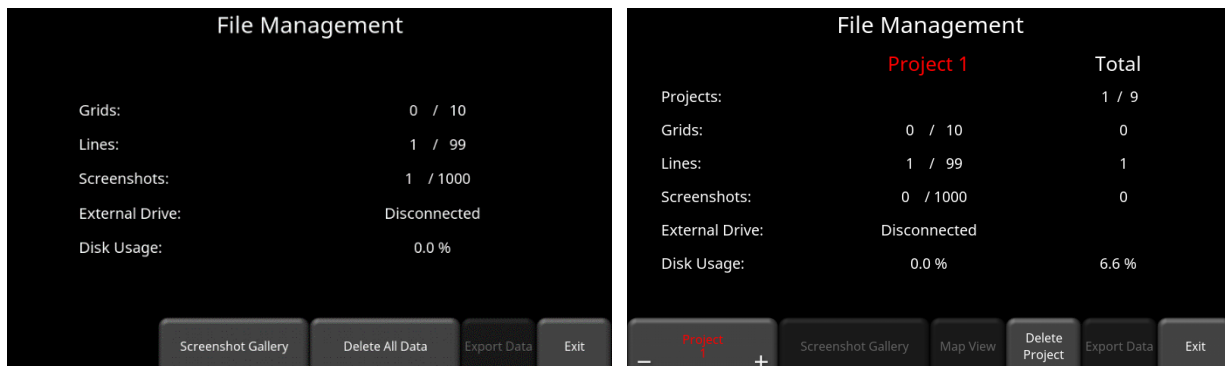 File Management
Grids: 0 / 10
Lines: 1 / 99
Screenshots: 1 / 1000
External Drive: Disconnected
Disk Usage: 0.0 %
Screenshot Gallery Delete All Data Export Data Exit
File Management
Project 1 Total
Projects: 1 / 9
Grids: 0 / 10 0
Lines: 1 / 99 1
Screenshots: 0 / 1000 0
External Drive: Disconnected
Disk Usage: 0.0 % 6.6 %
Project
1
− + Screenshot Gallery Map View Delete
Project Export Data Exit